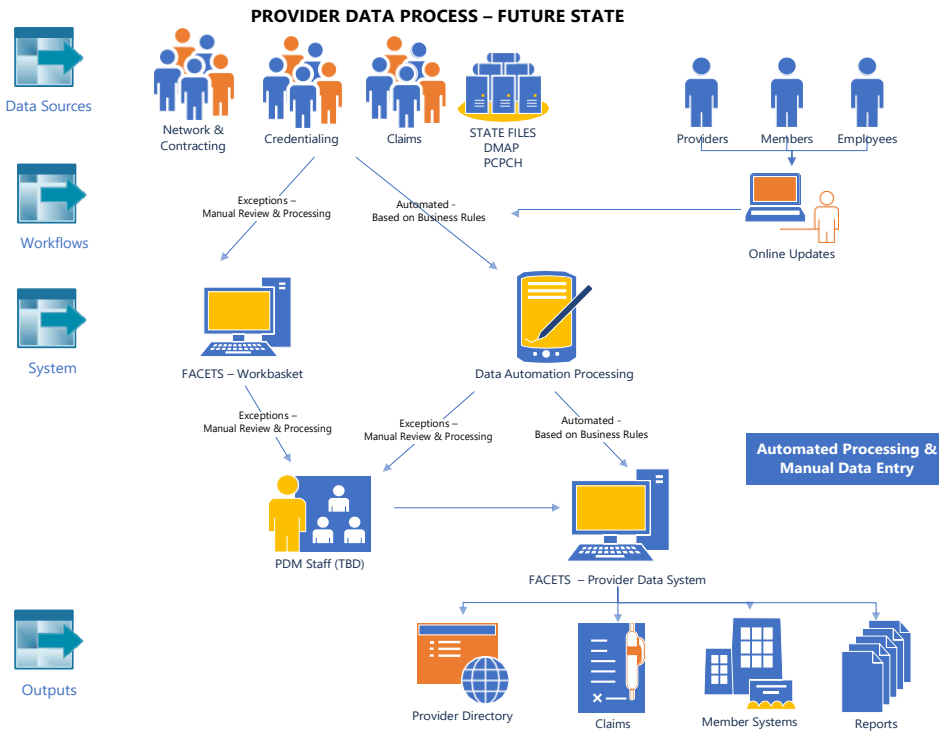 PROVIDER DATA PROCESS – FUTURE STATE
Data Sources
Network &
Contracting
Credentialing
Claims
STATE FILES
DMAP
PCPCH
Providers
Members
Employees
Workflows
Exceptions –
Manual Review & Processing
Automated -
Based on Business Rules
Online Updates
System
FACETS – Workbasket
Data Automation Processing
Exceptions –
Manual Review & Processing
Exceptions –
Manual Review & Processing
Automated -
Based on Business Rules
Automated Processing &
Manual Data Entry
PDM Staff (TBD)
FACETS – Provider Data System
Outputs
Provider Directory
Claims
Member Systems
Reports